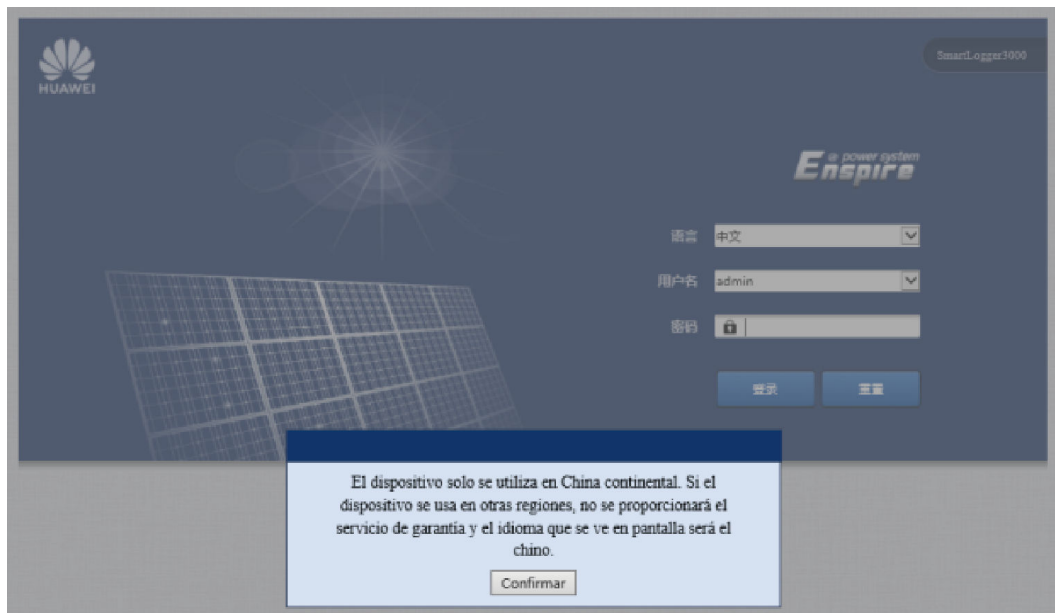 HUAWEI
SmartLogger3000
Enspire
e power system
语言 中文
用户名 admin
密码
登录 重置
El dispositivo solo se utiliza en China continental. Si el
dispositivo se usa en otras regiones, no se proporcionará el
servicio de garantía y el idioma que se ve en pantalla será el
chino.
Confirmar